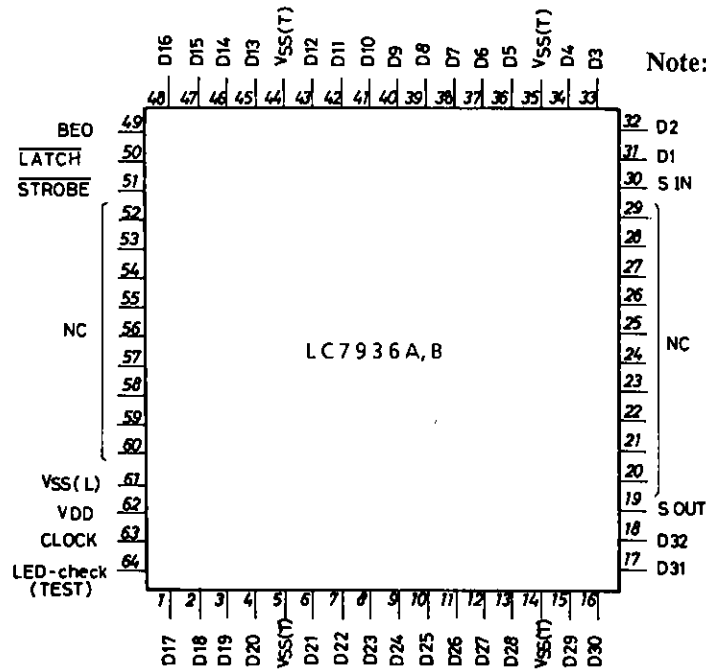 D16 D15 D14 D13 VSS(T) D12 D11 D10 D9 D8 D7 D6 D5 VSS(T) D4 D3
Note:
48 47 46 45 44 43 42 41 40 39 38 37 36 35 34 33
BEO 49
LATCH 50
STROBE 51
52
53
54
55
NC 56
57
58
59
60
VSS(L) 61
VDD 62
CLOCK 63
LED-check 64
(TEST)
LC7936A,B
32 D2
31 D1
30 S IN
29
28
27
26
25
24 NC
23
22
21
20
19 S OUT
18 D32
17 D31
1 2 3 4 5 6 7 8 9 10 11 12 13 14 15 16
D17 D18 D19 D20 VSS(T) D21 D22 D23 D24 D25 D26 D27 D28 VSS(T) D29 D30